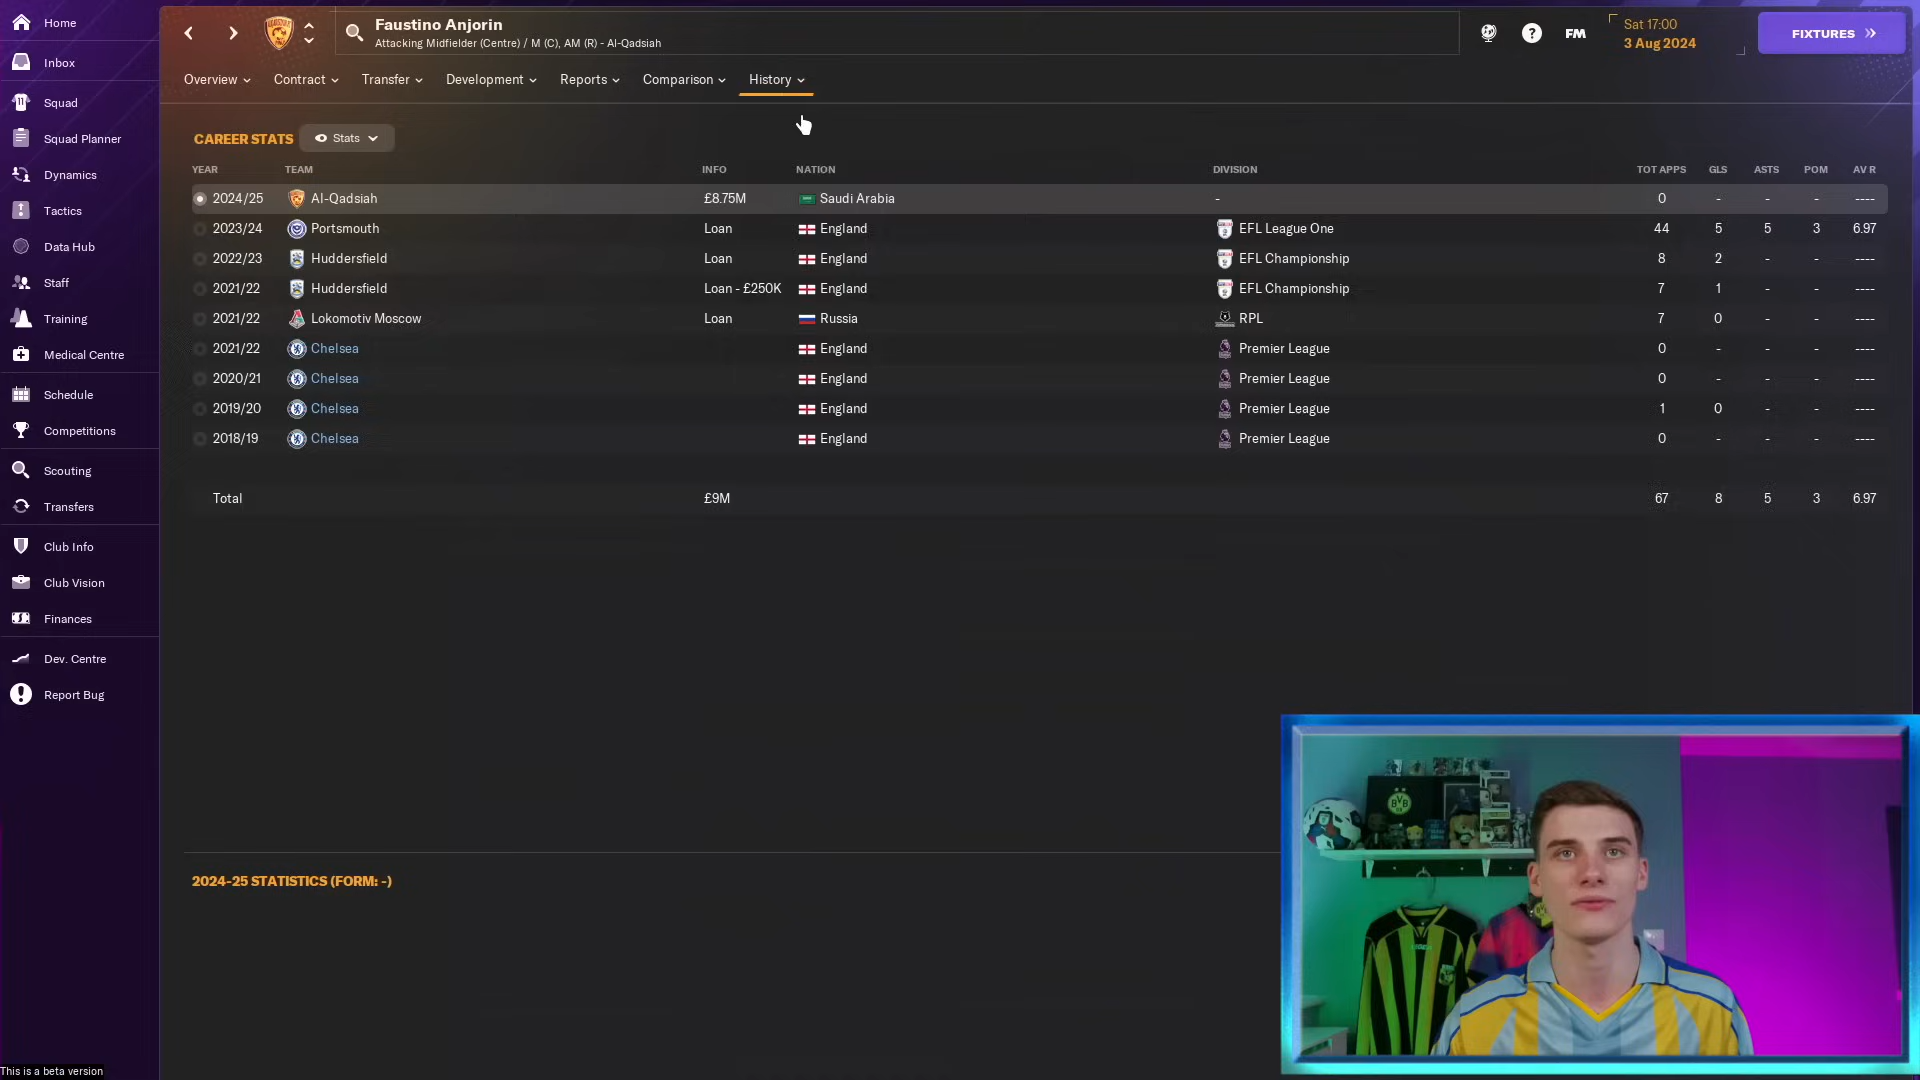 Home
Inbox
Squad
Squad Planner
Dynamics
Tactics
Data Hub
Staff
Training
Medical Centre
Schedule
Competitions
Scouting
Transfers
Club Info
Club Vision
Finances
Dev. Centre
Report Bug
This is a beta version
Faustino Anjorin
Attacking Midfielder (Centre) / M (C), AM (R) - Al-Qadsiah
FM
Sat 17:00
3 Aug 2024
FIXTURES
Overview Contract Transfer Development Reports Comparison History
CAREER STATS Stats
YEAR TEAM INFO NATION DIVISION TOT APPS GLS ASTS POM AV R
2024/25 Al-Qadsiah £8.75M Saudi Arabia - 0 - - - ----
2023/24 Portsmouth Loan England EFL League One 44 5 5 3 6.97
2022/23 Huddersfield Loan England EFL Championship 8 2 - - ----
2021/22 Huddersfield Loan - £250K England EFL Championship 7 1 - - ----
2021/22 Lokomotiv Moscow Loan Russia RPL 7 0 - - ----
2021/22 Chelsea England Premier League 0 - - - ----
2020/21 Chelsea England Premier League 0 - - - ----
2019/20 Chelsea England Premier League 1 0 - - ----
2018/19 Chelsea England Premier League 0 - - - ----
Total £9M 67 8 5 3 6.97
2024-25 STATISTICS (FORM: -)
BVB